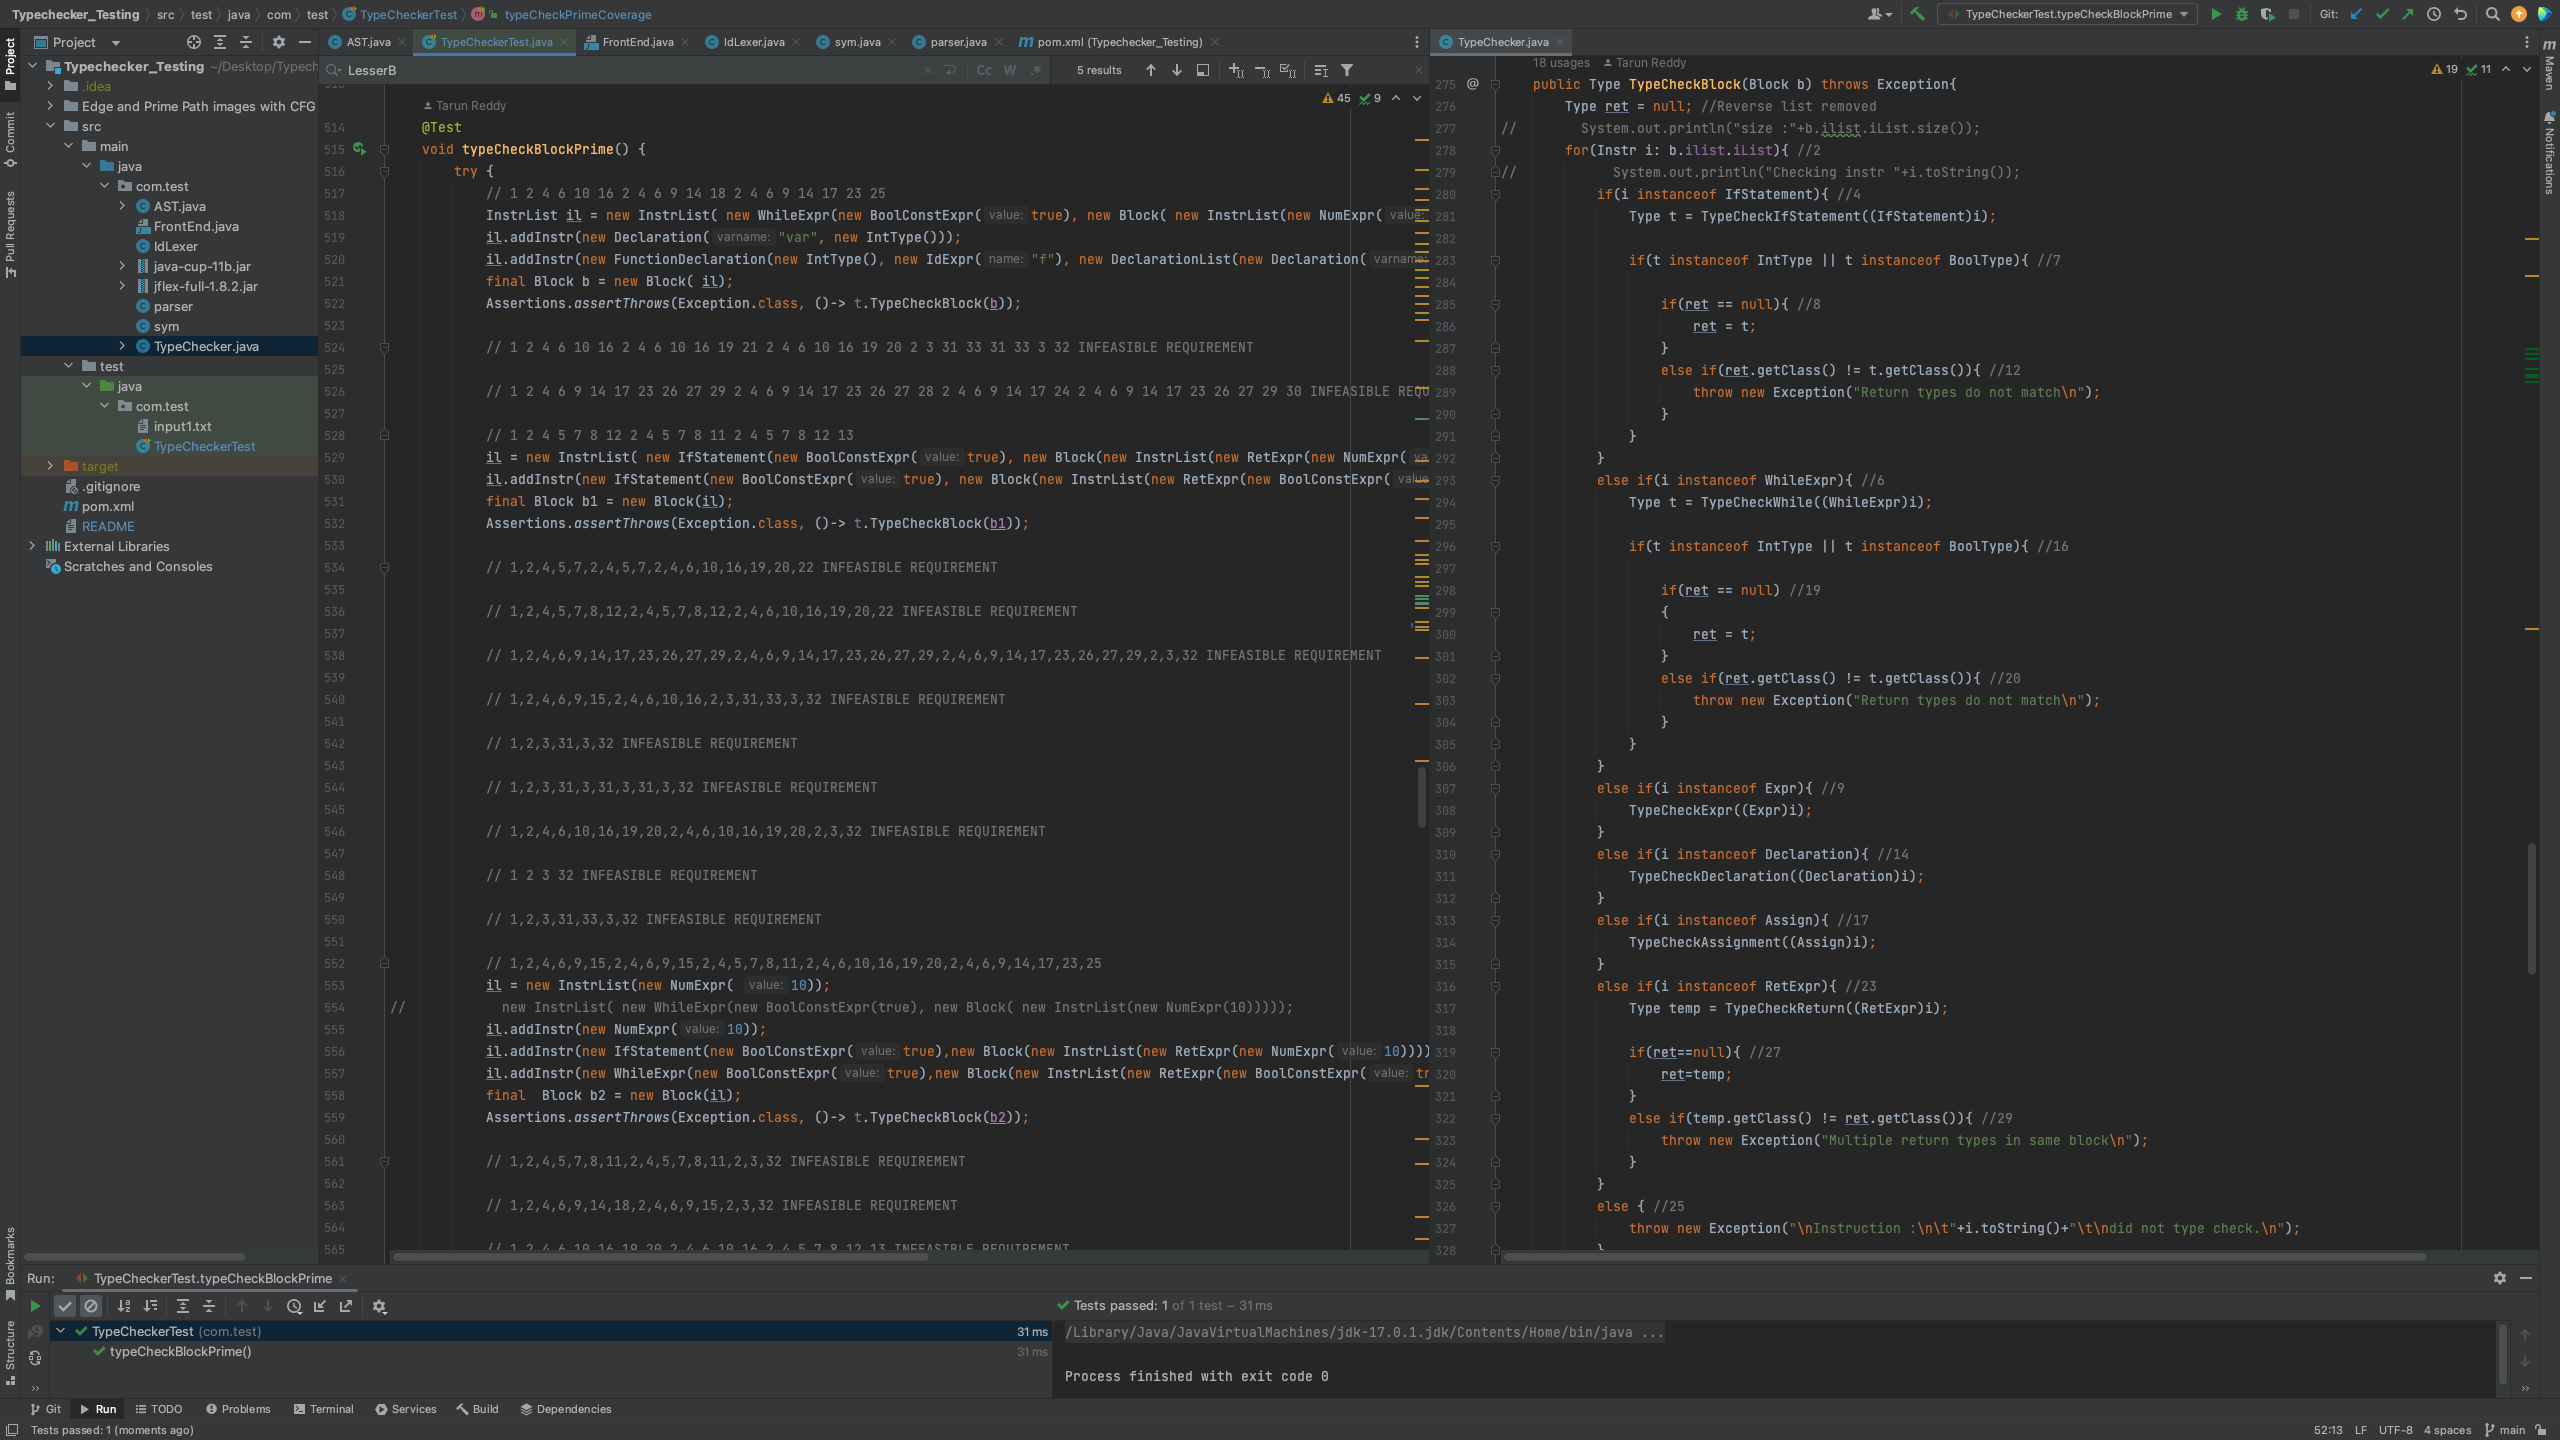 Typechecker_Testing › src › test › java › com › test › TypeCheckerTest › typeCheckPrimeCoverage
TypeCheckerTest.typeCheckBlockPrime
Git:
Project
AST.java
TypeCheckerTest.java
FrontEnd.java
IdLexer.java
sym.java
parser.java
pom.xml (Typechecker_Testing)
TypeChecker.java
Project
Commit
Pull Requests
Bookmarks
Structure
Maven
Notifications
Typechecker_Testing ~/Desktop/Typech
.idea
Edge and Prime Path images with CFG
src
main
java
com.test
AST.java
FrontEnd.java
IdLexer
java-cup-11b.jar
jflex-full-1.8.2.jar
parser
sym
TypeChecker.java
test
java
com.test
input1.txt
TypeCheckerTest
target
.gitignore
pom.xml
README
External Libraries
Scratches and Consoles
LesserB
Cc W .* 5 results
Tarun Reddy
45 9
514 @Test
515 void typeCheckBlockPrime() {
516 try {
517 // 1 2 4 6 10 16 2 4 6 9 14 18 2 4 6 9 14 17 23 25
518 InstrList il = new InstrList( new WhileExpr(new BoolConstExpr( value: true), new Block( new InstrList(new NumExpr( value:
519 il.addInstr(new Declaration( varname: "var", new IntType()));
520 il.addInstr(new FunctionDeclaration(new IntType(), new IdExpr( name: "f"), new DeclarationList(new Declaration( varname:
521 final Block b = new Block( il);
522 Assertions.assertThrows(Exception.class, ()-> t.TypeCheckBlock(b));
523
524 // 1 2 4 6 10 16 2 4 6 10 16 19 21 2 4 6 10 16 19 20 2 3 31 33 31 33 3 32 INFEASIBLE REQUIREMENT
525
526 // 1 2 4 6 9 14 17 23 26 27 29 2 4 6 9 14 17 23 26 27 28 2 4 6 9 14 17 24 2 4 6 9 14 17 23 26 27 29 30 INFEASIBLE REQU
527
528 // 1 2 4 5 7 8 12 2 4 5 7 8 11 2 4 5 7 8 12 13
529 il = new InstrList( new IfStatement(new BoolConstExpr( value: true), new Block(new InstrList(new RetExpr(new NumExpr( va
530 il.addInstr(new IfStatement(new BoolConstExpr( value: true), new Block(new InstrList(new RetExpr(new BoolConstExpr( value
531 final Block b1 = new Block(il);
532 Assertions.assertThrows(Exception.class, ()-> t.TypeCheckBlock(b1));
533
534 // 1,2,4,5,7,2,4,5,7,2,4,6,10,16,19,20,22 INFEASIBLE REQUIREMENT
535
536 // 1,2,4,5,7,8,12,2,4,5,7,8,12,2,4,6,10,16,19,20,22 INFEASIBLE REQUIREMENT
537
538 // 1,2,4,6,9,14,17,23,26,27,29,2,4,6,9,14,17,23,26,27,29,2,4,6,9,14,17,23,26,27,29,2,3,32 INFEASIBLE REQUIREMENT
539
540 // 1,2,4,6,9,15,2,4,6,10,16,2,3,31,33,3,32 INFEASIBLE REQUIREMENT
541
542 // 1,2,3,31,3,32 INFEASIBLE REQUIREMENT
543
544 // 1,2,3,31,3,31,3,31,3,32 INFEASIBLE REQUIREMENT
545
546 // 1,2,4,6,10,16,19,20,2,4,6,10,16,19,20,2,3,32 INFEASIBLE REQUIREMENT
547
548 // 1 2 3 32 INFEASIBLE REQUIREMENT
549
550 // 1,2,3,31,33,3,32 INFEASIBLE REQUIREMENT
551
552 // 1,2,4,6,9,15,2,4,6,9,15,2,4,5,7,8,11,2,4,6,10,16,19,20,2,4,6,9,14,17,23,25
553 il = new InstrList(new NumExpr( value: 10));
554 // new InstrList( new WhileExpr(new BoolConstExpr(true), new Block( new InstrList(new NumExpr(10)))));
555 il.addInstr(new NumExpr( value: 10));
556 il.addInstr(new IfStatement(new BoolConstExpr( value: true),new Block(new InstrList(new RetExpr(new NumExpr( value: 10))))
557 il.addInstr(new WhileExpr(new BoolConstExpr( value: true),new Block(new InstrList(new RetExpr(new BoolConstExpr( value: tr
558 final Block b2 = new Block(il);
559 Assertions.assertThrows(Exception.class, ()-> t.TypeCheckBlock(b2));
560
561 // 1,2,4,5,7,8,11,2,4,5,7,8,11,2,3,32 INFEASIBLE REQUIREMENT
562
563 // 1,2,4,6,9,14,18,2,4,6,9,15,2,3,32 INFEASIBLE REQUIREMENT
564
565 // 1,2,4,6,10,16,19,20,2,4,6,10,16,2,4,5,7,8,12,13 INFEASIBLE REQUIREMENT
18 usages Tarun Reddy
19 11
275 @ public Type TypeCheckBlock(Block b) throws Exception{
276 Type ret = null; //Reverse list removed
277 // System.out.println("size :"+b.ilist.iList.size());
278 for(Instr i: b.ilist.iList){ //2
279 // System.out.println("Checking instr "+i.toString());
280 if(i instanceof IfStatement){ //4
281 Type t = TypeCheckIfStatement((IfStatement)i);
282
283 if(t instanceof IntType || t instanceof BoolType){ //7
284
285 if(ret == null){ //8
286 ret = t;
287 }
288 else if(ret.getClass() != t.getClass()){ //12
289 throw new Exception("Return types do not match\n");
290 }
291 }
292 }
293 else if(i instanceof WhileExpr){ //6
294 Type t = TypeCheckWhile((WhileExpr)i);
295
296 if(t instanceof IntType || t instanceof BoolType){ //16
297
298 if(ret == null) //19
299 {
300 ret = t;
301 }
302 else if(ret.getClass() != t.getClass()){ //20
303 throw new Exception("Return types do not match\n");
304 }
305 }
306 }
307 else if(i instanceof Expr){ //9
308 TypeCheckExpr((Expr)i);
309 }
310 else if(i instanceof Declaration){ //14
311 TypeCheckDeclaration((Declaration)i);
312 }
313 else if(i instanceof Assign){ //17
314 TypeCheckAssignment((Assign)i);
315 }
316 else if(i instanceof RetExpr){ //23
317 Type temp = TypeCheckReturn((RetExpr)i);
318
319 if(ret==null){ //27
320 ret=temp;
321 }
322 else if(temp.getClass() != ret.getClass()){ //29
323 throw new Exception("Multiple return types in same block\n");
324 }
325 }
326 else { //25
327 throw new Exception("\nInstruction :\n\t"+i.toString()+"\t\ndid not type check.\n");
328 }
Run: TypeCheckerTest.typeCheckBlockPrime
Tests passed: 1 of 1 test – 31 ms
TypeCheckerTest (com.test) 31 ms
typeCheckBlockPrime() 31 ms
/Library/Java/JavaVirtualMachines/jdk-17.0.1.jdk/Contents/Home/bin/java ...
Process finished with exit code 0
Git Run TODO Problems Terminal Services Build Dependencies
Tests passed: 1 (moments ago)
52:13 LF UTF-8 4 spaces main